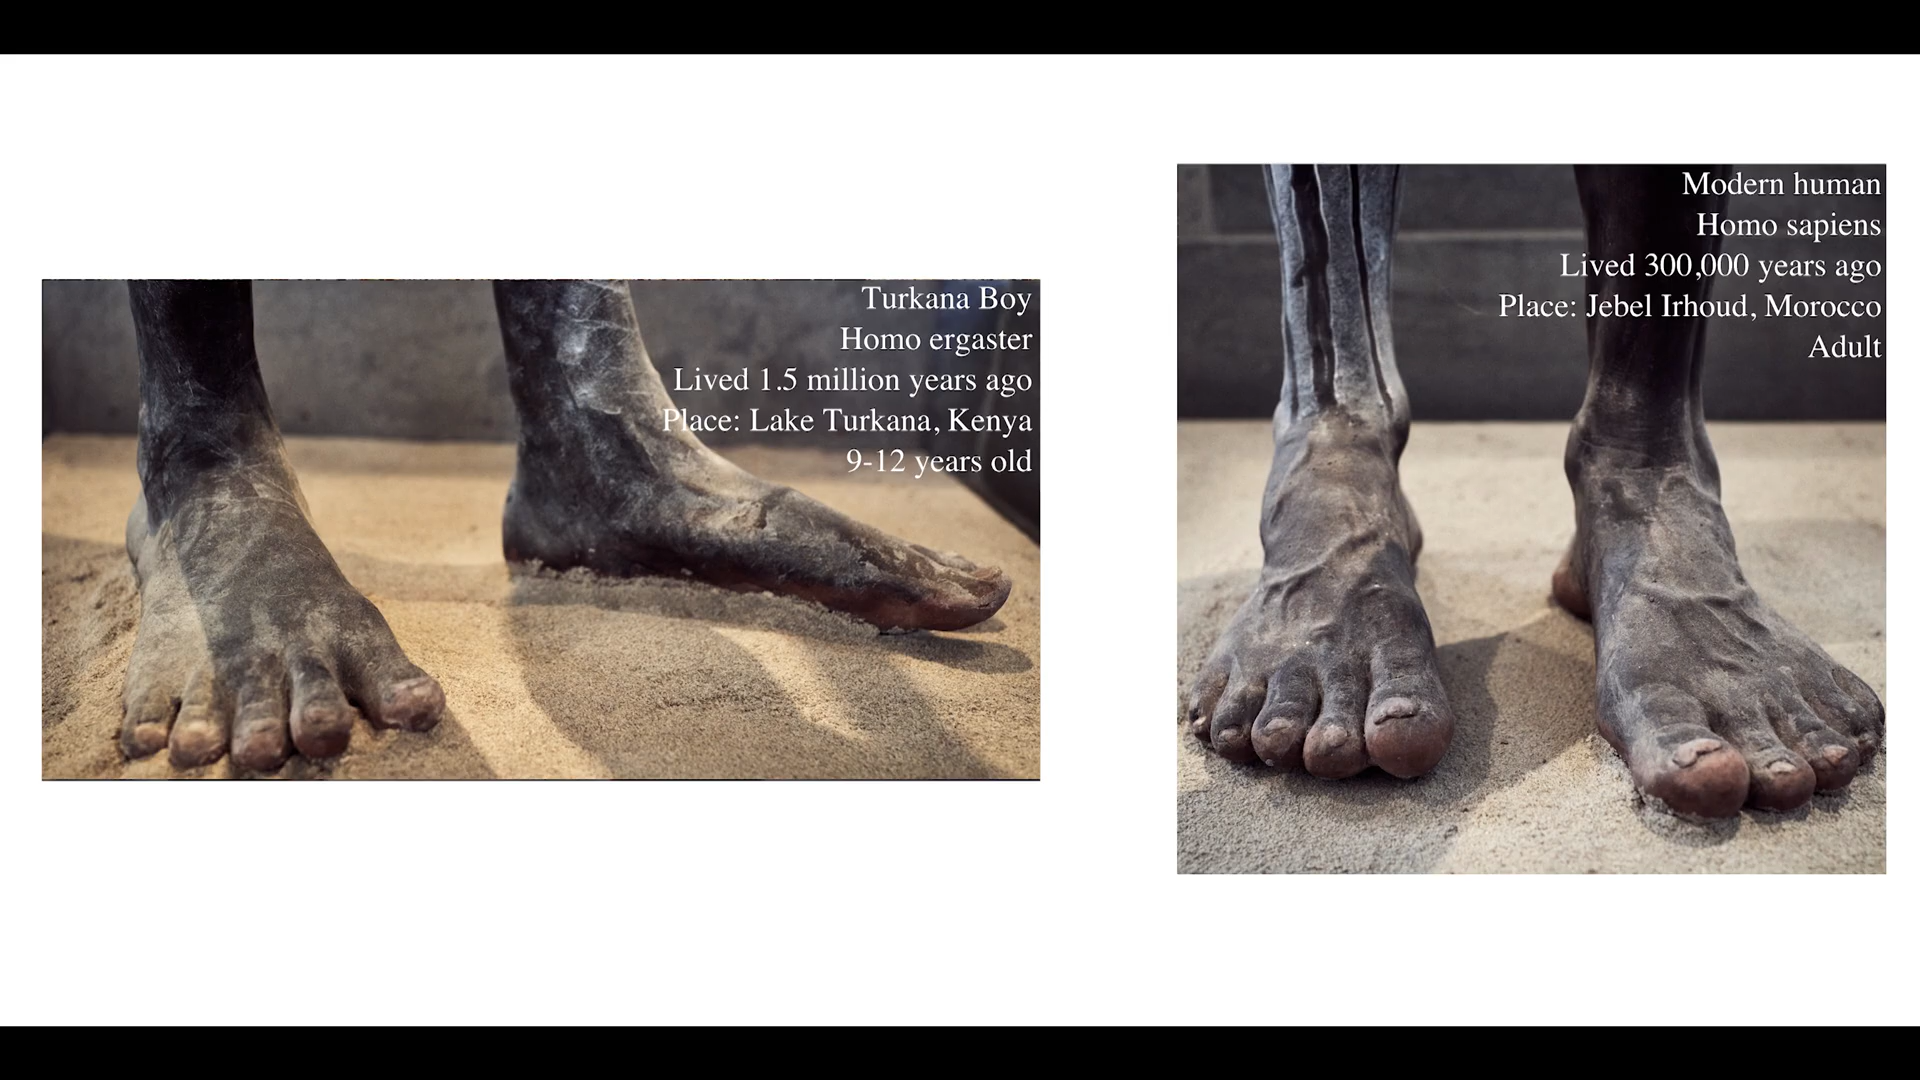 Turkana Boy
Homo ergaster
Lived 1.5 million years ago
Place: Lake Turkana, Kenya
9-12 years old
Modern human
Homo sapiens
Lived 300,000 years ago
Place: Jebel Irhoud, Morocco
Adult